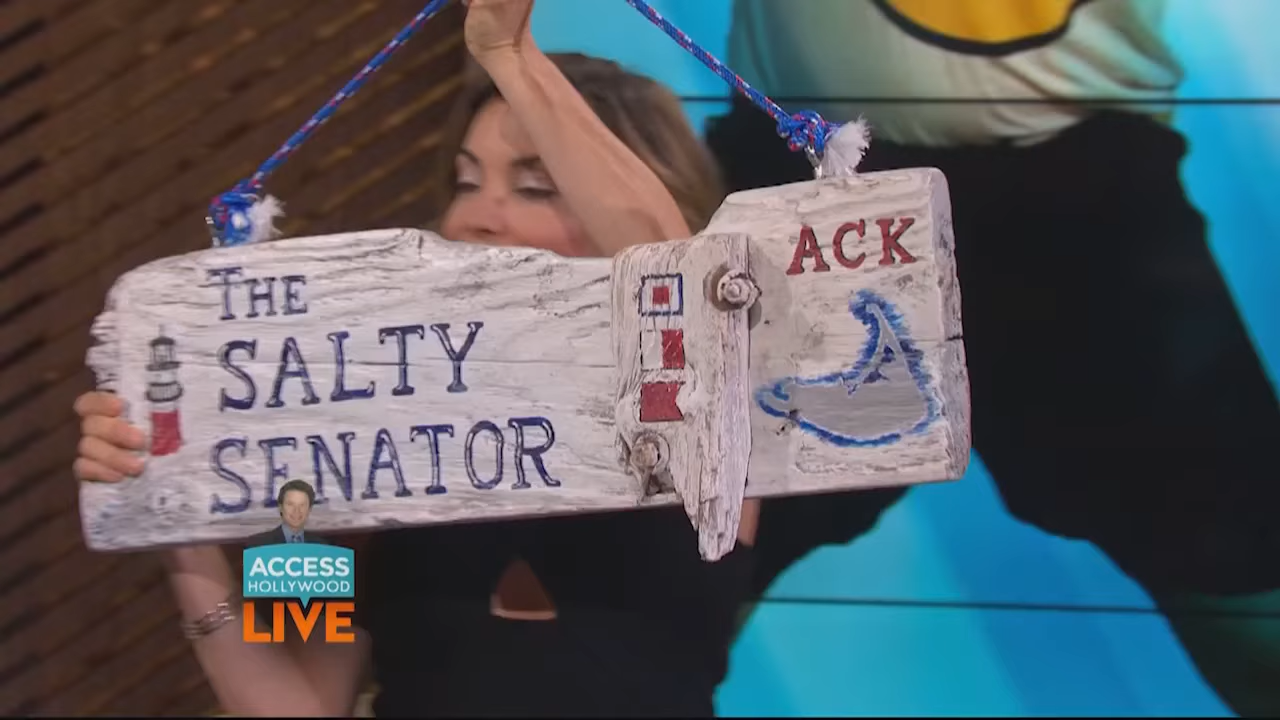 THE
SALTY
SENATOR
ACK
ACCESS
HOLLYWOOD
LIVE